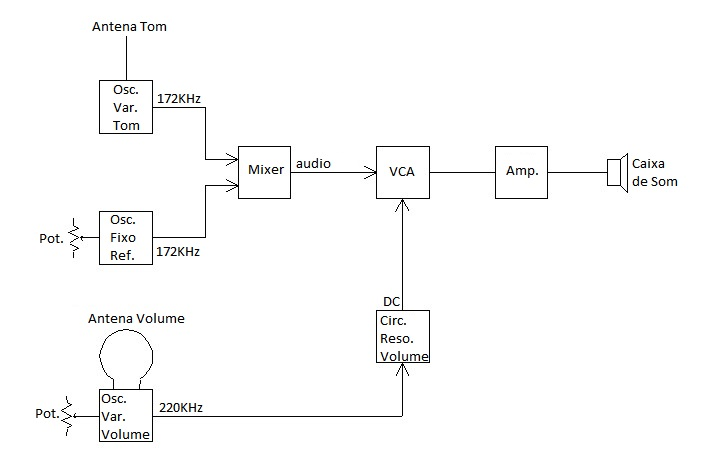 Antena Tom
Osc.
Var.
Tom
172KHz
Mixer
audio
VCA
Amp.
Caixa
de Som
Pot.
Osc.
Fixo
Ref.
172KHz
DC
Circ.
Reso.
Volume
Antena Volume
Pot.
Osc.
Var.
Volume
220KHz